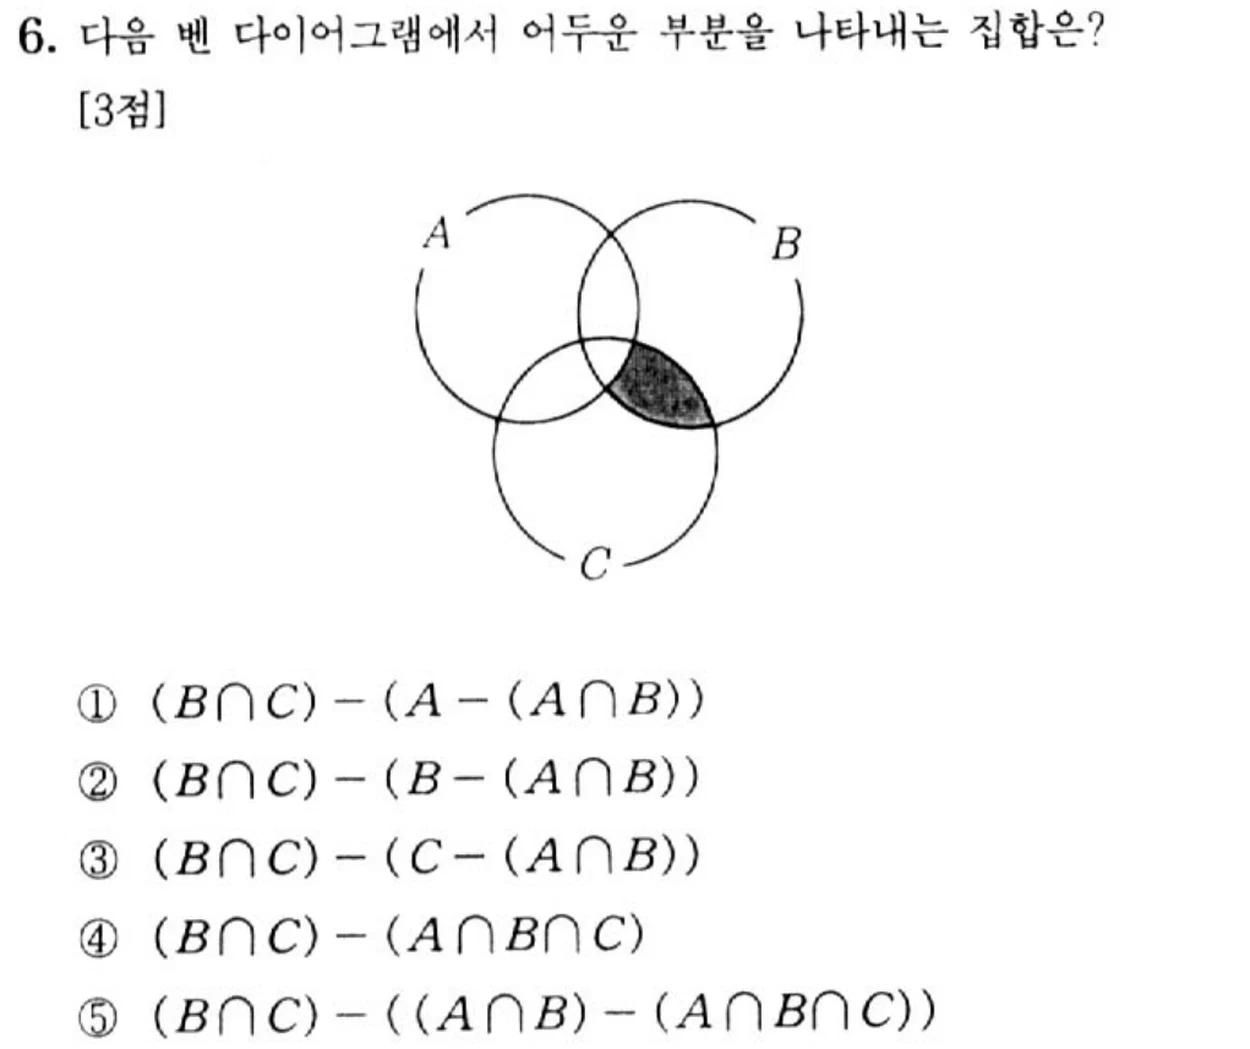 6. 다음 벤 다이어그램에서 어두운 부분을 나타내는 집합은?
[3점]
A
B
C
① (B∩C)-(A-(A∩B))
② (B∩C)-(B-(A∩B))
③ (B∩C)-(C-(A∩B))
④ (B∩C)-(A∩B∩C)
⑤ (B∩C)-((A∩B)-(A∩B∩C))